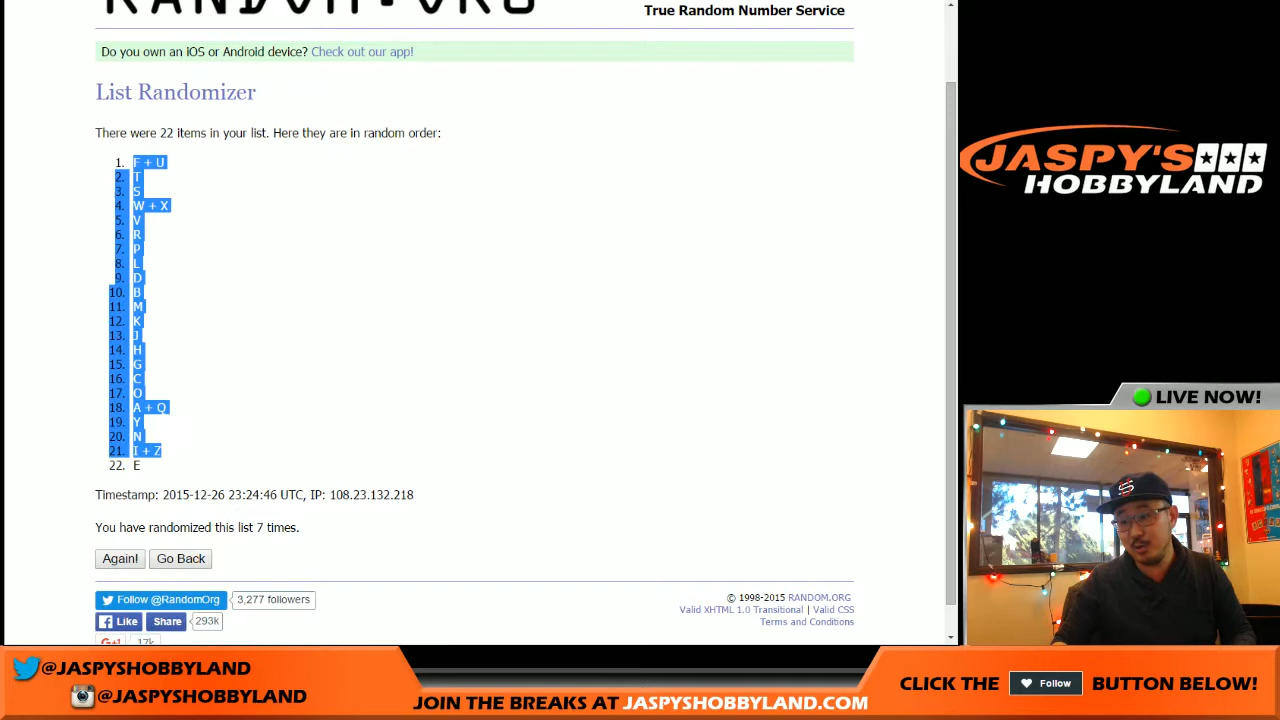 RANDOM.ORG
True Random Number Service
Do you own an iOS or Android device? Check out our app!
List Randomizer
There were 22 items in your list. Here they are in random order:
1. F + U
2. T
3. S
4. W + X
5. V
6. R
7. P
8. L
9. D
10. B
11. M
12. K
13. J
14. H
15. G
16. C
17. O
18. A + Q
19. Y
20. N
21. I + Z
22. E
Timestamp: 2015-12-26 23:24:46 UTC, IP: 108.23.132.218
You have randomized this list 7 times.
Again! Go Back
Follow @RandomOrg 3,277 followers
Like Share 293k
G+1 17k
© 1998-2015 RANDOM.ORG
Valid XHTML 1.0 Transitional | Valid CSS
Terms and Conditions
JASPY'S
HOBBYLAND
LIVE NOW!
@JASPYSHOBBYLAND
@JASPYSHOBBYLAND
JOIN THE BREAKS AT JASPYSHOBBYLAND.COM
CLICK THE Follow BUTTON BELOW!